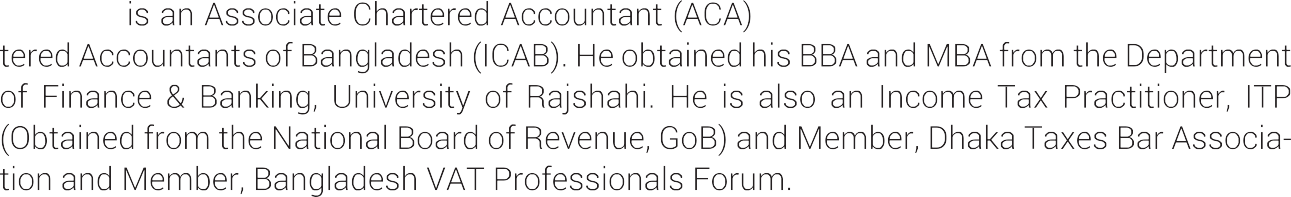 is an Associate Chartered Accountant (ACA)
tered Accountants of Bangladesh (ICAB). He obtained his BBA and MBA from the Department
of Finance & Banking, University of Rajshahi. He is also an Income Tax Practitioner, ITP
(Obtained from the National Board of Revenue, GoB) and Member, Dhaka Taxes Bar Associa-
tion and Member, Bangladesh VAT Professionals Forum.